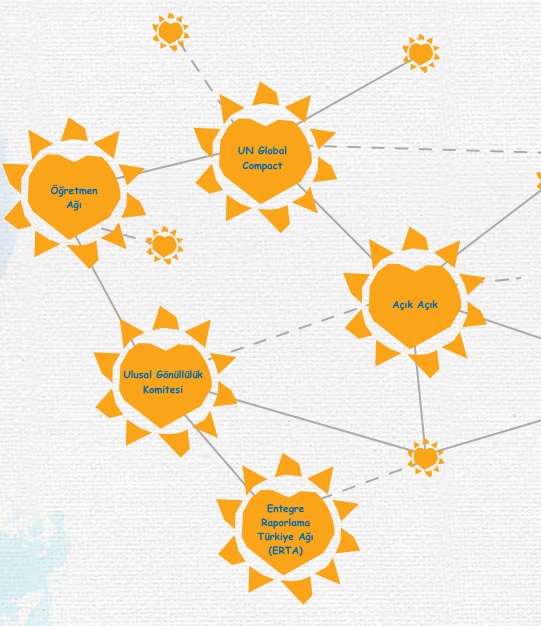 UN Global
Compact
Öğretmen
Ağı
Açık Açık
Ulusal Gönüllülük
Komitesi
Entegre
Raporlama
Türkiye Ağı
(ERTA)